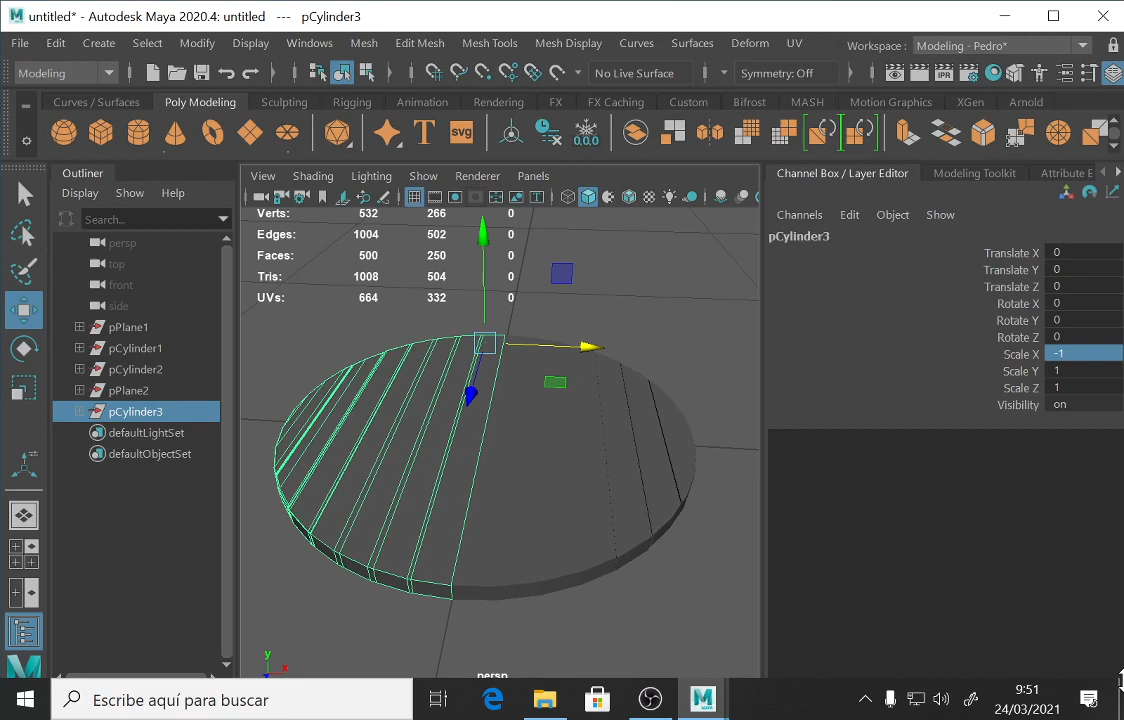 untitled* - Autodesk Maya 2020.4: untitled --- pCylinder3
File Edit Create Select Modify Display Windows Mesh Edit Mesh Mesh Tools Mesh Display Curves Surfaces Deform UV Workspace : Modeling - Pedro*
Modeling No Live Surface Symmetry: Off IPR
Curves / Surfaces Poly Modeling Sculpting Rigging Animation Rendering FX FX Caching Custom Bifrost MASH Motion Graphics XGen Arnold
T SVG 0,0,0
Outliner View Shading Lighting Show Renderer Panels Channel Box / Layer Editor Modeling Toolkit Attribute E
Display Show Help
Search...
Channels Edit Object Show
pCylinder3
Verts: 532 266 0
Edges: 1004 502 0
Faces: 500 250 0
Tris: 1008 504 0
UVs: 664 332 0
persp
top
front
side
pPlane1
pCylinder1
pCylinder2
pPlane2
pCylinder3
defaultLightSet
defaultObjectSet
Translate X 0
Translate Y 0
Translate Z 0
Rotate X 0
Rotate Y 0
Rotate Z 0
Scale X -1
Scale Y 1
Scale Z 1
Visibility on
y
x
persp
Escribe aquí para buscar
9:51
24/03/2021